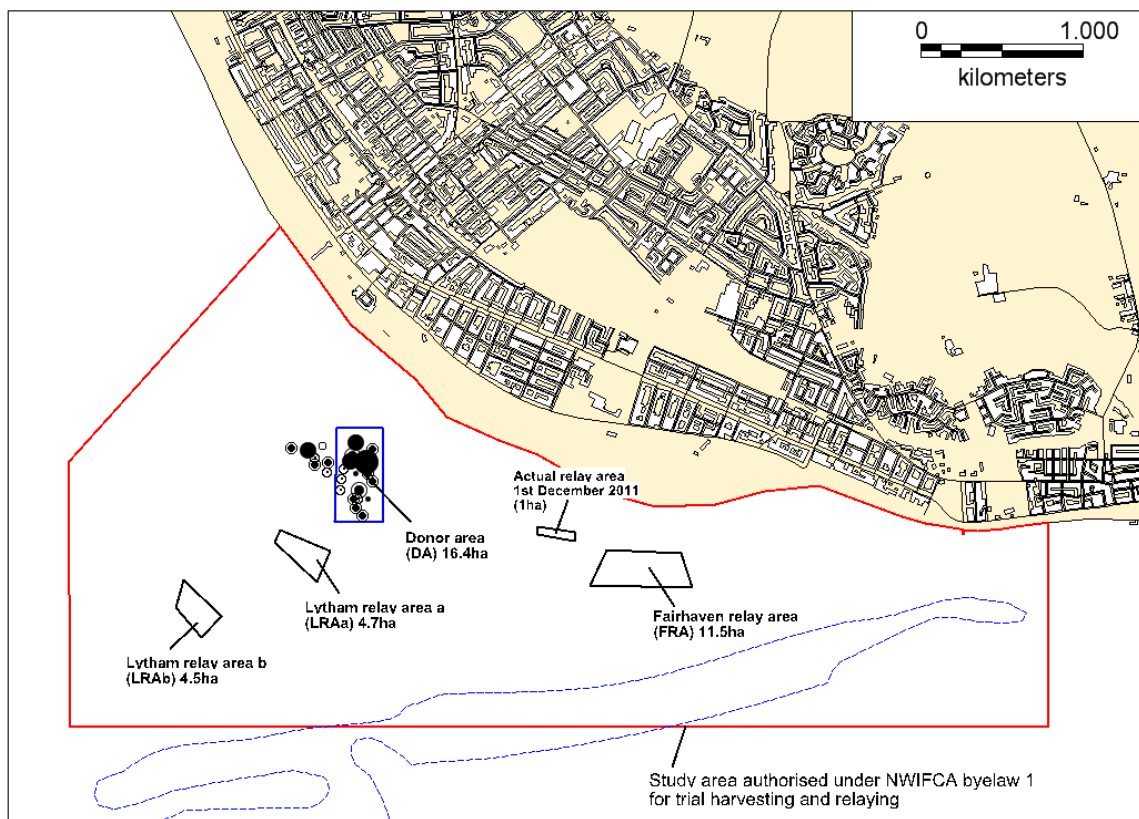 0 1.000
kilometers
Actual relay area
1st December 2011
(1ha)
Donor area
(DA) 16.4ha
Lytham relay area a
(LRAa) 4.7ha
Fairhaven relay area
(FRA) 11.5ha
Lytham relay area b
(LRAb) 4.5ha
Study area authorised under NWIFCA byelaw 1
for trial harvesting and relaying